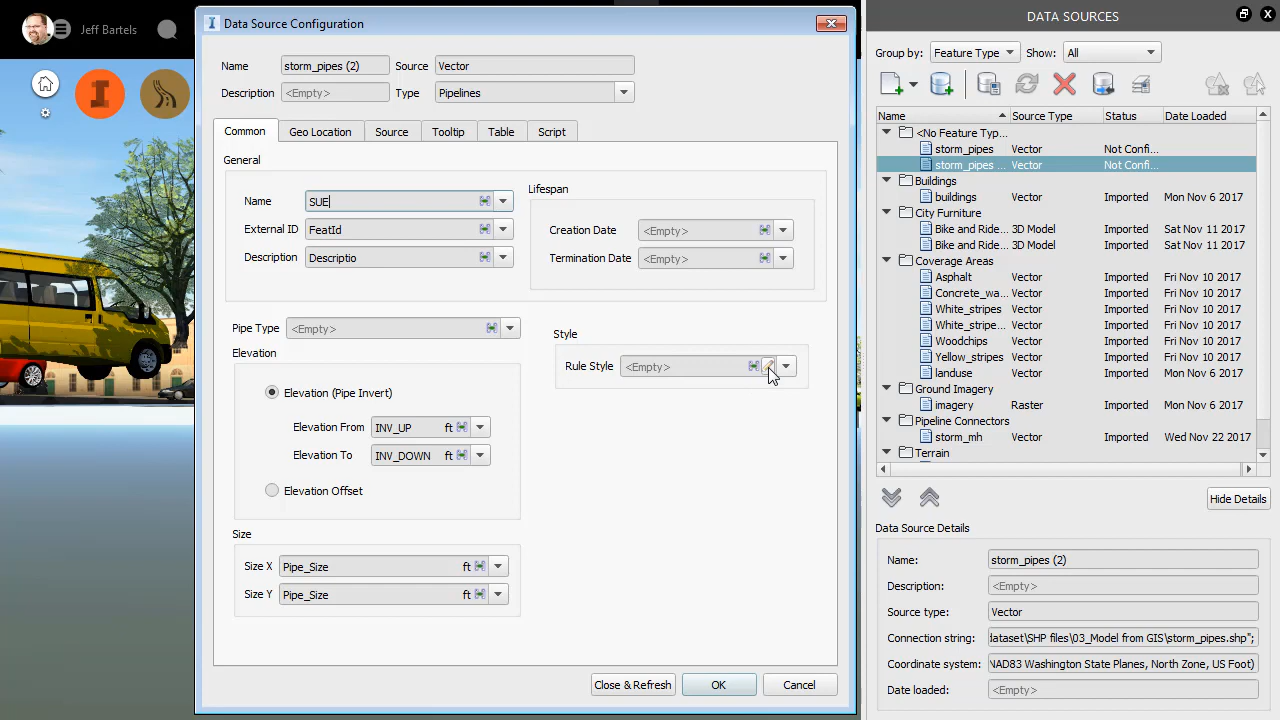 Jeff Bartels
Data Source Configuration
Name storm_pipes (2) Source Vector
Description <Empty> Type Pipelines
Common Geo Location Source Tooltip Table Script
General
Name SUE
External ID FeatId
Description Descriptio
Lifespan
Creation Date <Empty>
Termination Date <Empty>
Pipe Type <Empty>
Style
Rule Style <Empty>
Elevation
Elevation (Pipe Invert)
Elevation From INV_UP ft
Elevation To INV_DOWN ft
Elevation Offset
Size
Size X Pipe_Size ft
Size Y Pipe_Size ft
Close & Refresh OK Cancel
DATA SOURCES
Group by: Feature Type Show: All
Name Source Type Status Date Loaded
<No Feature Typ...
storm_pipes Vector Not Confi...
storm_pipes ... Vector Not Confi...
Buildings
buildings Vector Imported Mon Nov 6 2017
City Furniture
Bike and Ride... 3D Model Imported Sat Nov 11 2017
Bike and Ride... 3D Model Imported Sat Nov 11 2017
Coverage Areas
Asphalt Vector Imported Fri Nov 10 2017
Concrete_wa... Vector Imported Fri Nov 10 2017
White_stripes Vector Imported Fri Nov 10 2017
White_stripe... Vector Imported Fri Nov 10 2017
Woodchips Vector Imported Fri Nov 10 2017
Yellow_stripes Vector Imported Fri Nov 10 2017
landuse Vector Imported Fri Nov 10 2017
Ground Imagery
imagery Raster Imported Mon Nov 6 2017
Pipeline Connectors
storm_mh Vector Imported Wed Nov 22 2017
Terrain
Hide Details
Data Source Details
Name: storm_pipes (2)
Description: <Empty>
Source type: Vector
Connection string: dataset\SHP files\03_Model from GIS\storm_pipes.shp";
Coordinate system: NAD83 Washington State Planes, North Zone, US Foot)
Date loaded: <Empty>